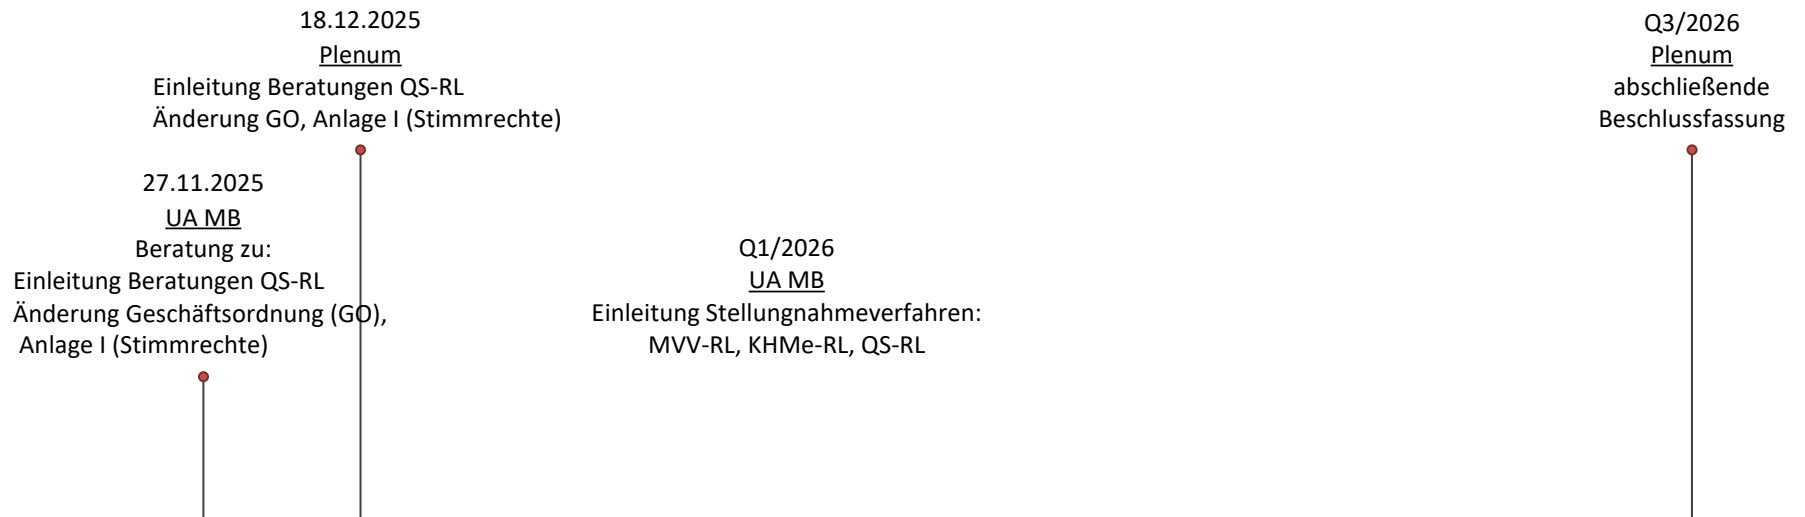 18.12.2025
Plenum
Einleitung Beratungen QS-RL
Änderung GO, Anlage I (Stimmrechte)
27.11.2025
UA MB
Beratung zu:
Einleitung Beratungen QS-RL
Änderung Geschäftsordnung (GO),
Anlage I (Stimmrechte)
Q1/2026
UA MB
Einleitung Stellungnahmeverfahren:
MVV-RL, KHMe-RL, QS-RL
Q3/2026
Plenum
abschließende
Beschlussfassung